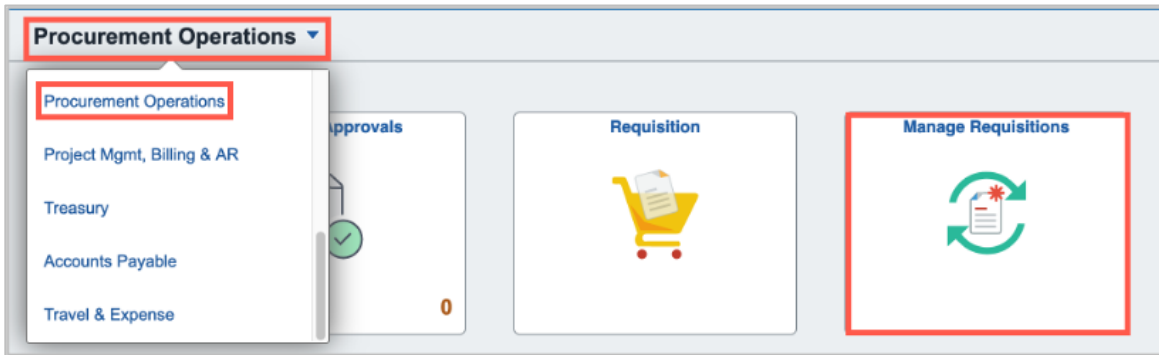 Procurement Operations
Procurement Operations
Project Mgmt, Billing & AR
Treasury
Accounts Payable
Travel & Expense
Approvals
0
Requisition
Manage Requisitions